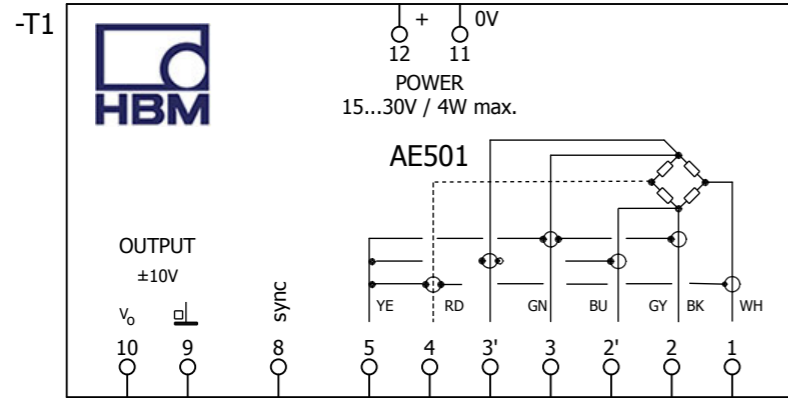 -T1
+ 0V
12 11
HBM
POWER
15...30V / 4W max.
AE501
OUTPUT
±10V
Vo
sync
YE RD GN BU GY BK WH
10 9 8 5 4 3' 3 2' 2 1